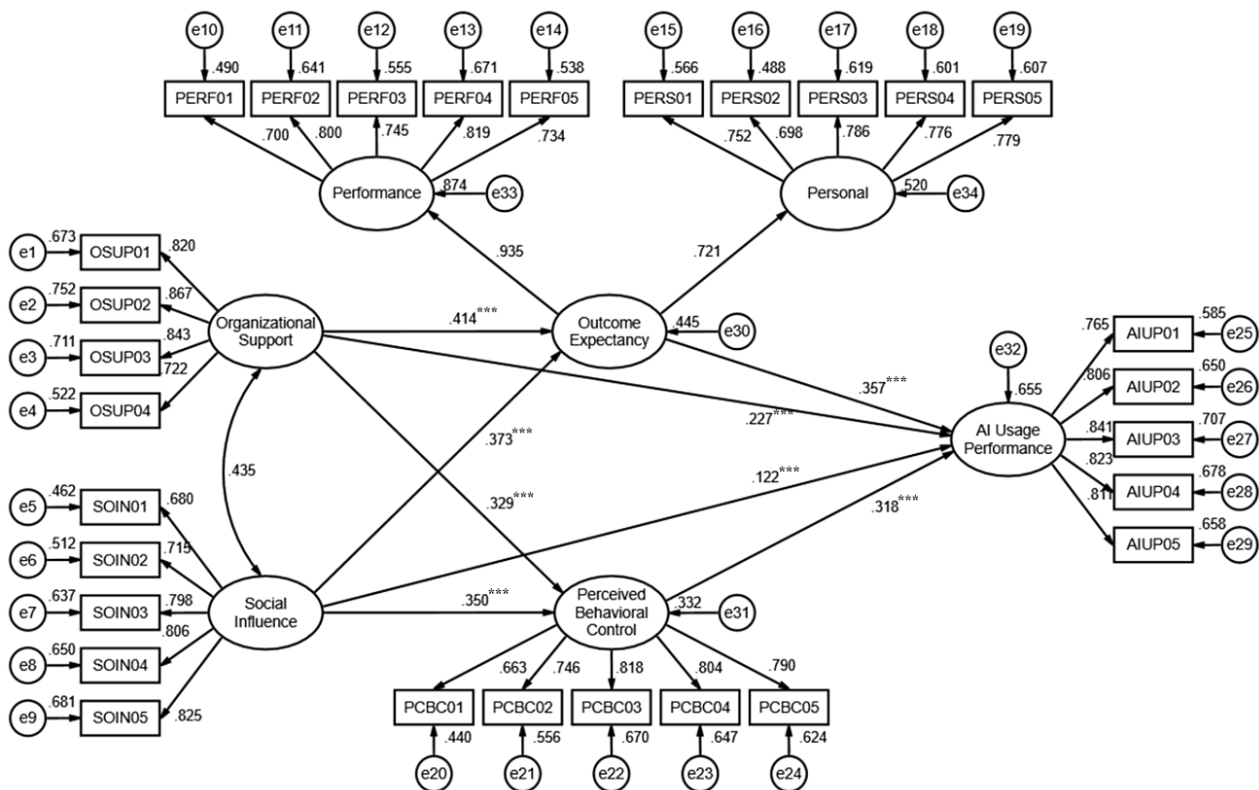 e10 e11 e12 e13 e14 e15 e16 e17 e18 e19
.490 .641 .555 .671 .538 .566 .488 .619 .601 .607
PERF01 PERF02 PERF03 PERF04 PERF05 PERS01 PERS02 PERS03 PERS04 PERS05
.700 .800 .745 .819 .734 .752 .698 .786 .776 .779
Performance .874 e33 Personal .520 e34
.935 .721
e1 .673 OSUP01 .820
e2 .752 OSUP02 .867
e3 .711 OSUP03 .843
e4 .522 OSUP04 .722
Organizational
Support
.414***
Outcome
Expectancy
.445 e30
e32
.655
.357***
.227***
.373***
.122***
.435
.329***
.318***
AI Usage
Performance
.765 AIUP01 .585 e25
.806 AIUP02 .650 e26
.841 AIUP03 .707 e27
.823 AIUP04 .678 e28
.811 AIUP05 .658 e29
e5 .462 SOIN01 .680
e6 .512 SOIN02 .715
e7 .637 SOIN03 .798
e8 .650 SOIN04 .806
e9 .681 SOIN05 .825
Social
Influence
.350***
Perceived
Behavioral
Control
.332 e31
.663 .746 .818 .804 .790
PCBC01 PCBC02 PCBC03 PCBC04 PCBC05
.440 .556 .670 .647 .624
e20 e21 e22 e23 e24